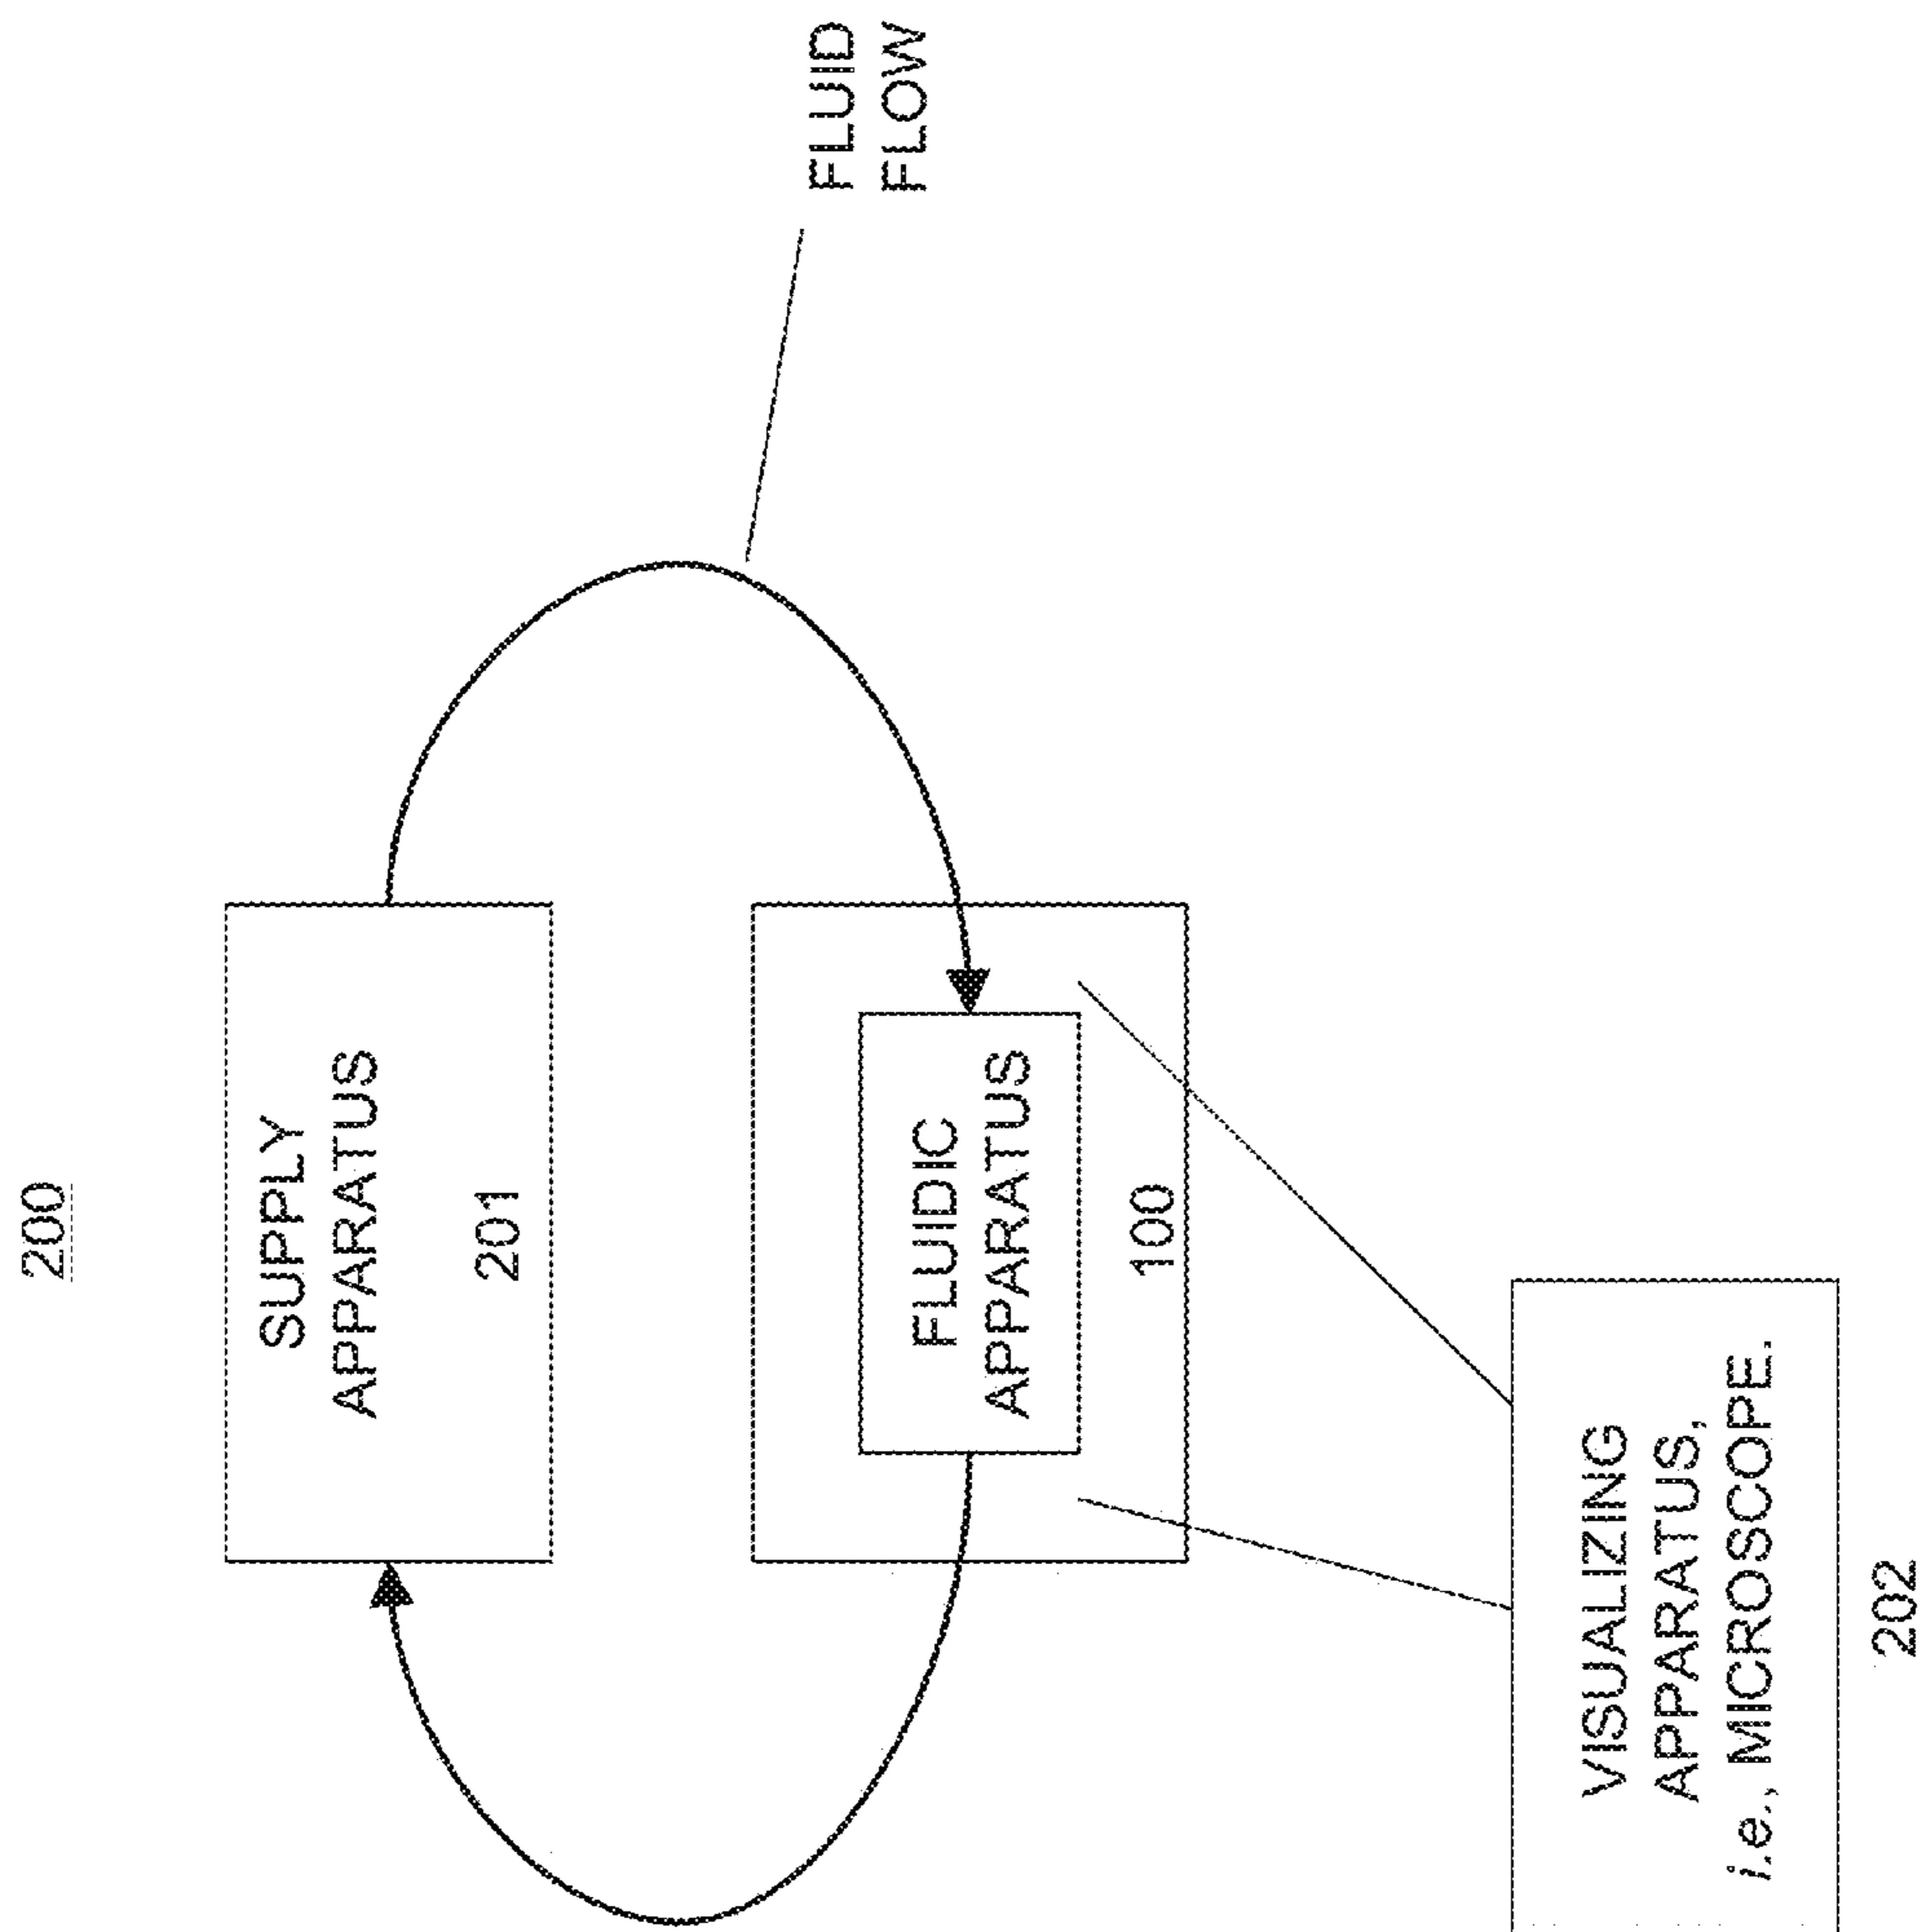 200
SUPPLY
APPARATUS
201
FLUID
FLOW
FLUIDIC
APPARATUS
100
VISUALIZING
APPARATUS,
i.e., MICROSCOPE.
202